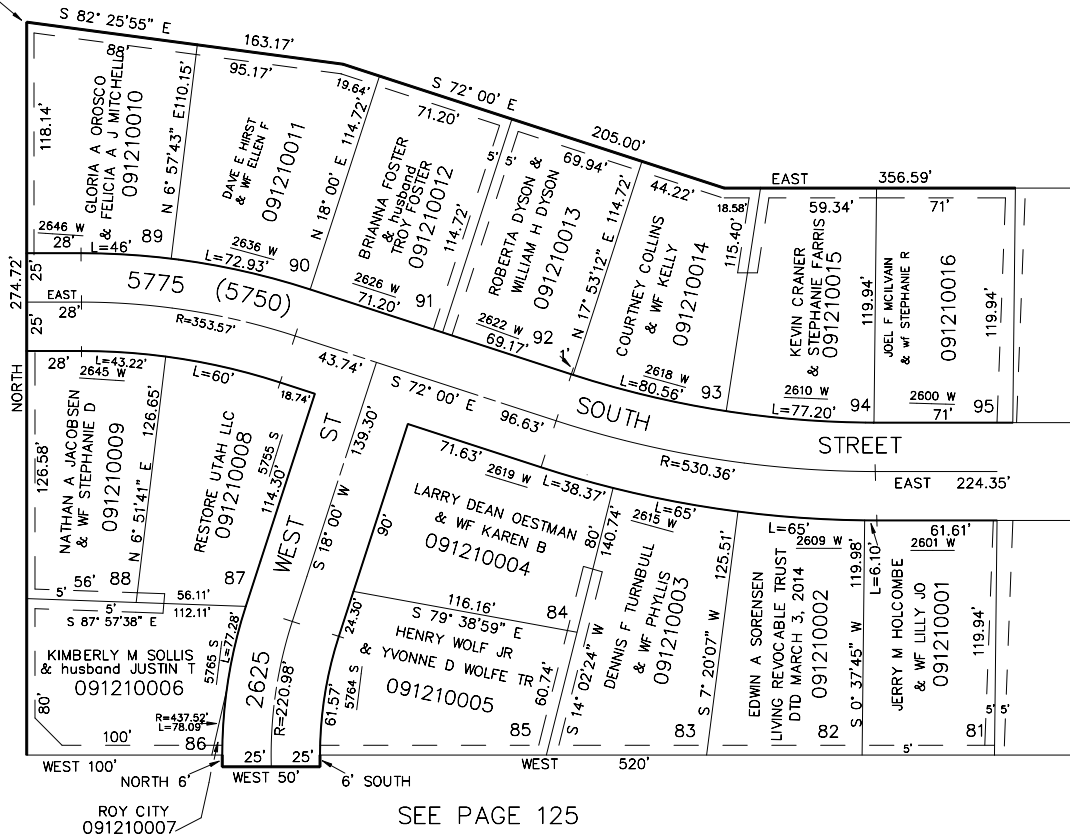 S 82° 25'55" E
163.17'
88'
95.17'
19.64'
S 72° 00' E
71.20'
205.00'
69.94'
44.22'
18.58'
EAST
356.59'
59.34'
71'
118.14'
GLORIA A OROSCO
& FELICIA A J MITCHELL
091210010
N 6° 57'43" E
110.15'
DAVE E HIRST
& WF ELLEN F
091210011
N 18° 00' E 114.72'
BRIANNA FOSTER
& husband
TROY FOSTER
091210012
114.72'
5'
5'
ROBERTA DYSON &
WILLIAM H DYSON
091210013
N 17° 53'12" E 114.72'
COURTNEY COLLINS
& WF KELLY
091210014
115.40'
KEVIN CRANER
& STEPHANIE FARRIS
091210015
119.94'
JOEL F MCILVAIN
& wf STEPHANIE R
091210016
119.94'
2646 W
28'
L=46'
89
2636 W
L=72.93'
90
2626 W
71.20'
91
2622 W
69.17'
92
1'
2618 W
L=80.56'
93
2610 W
L=77.20'
94
2600 W
71'
95
274.72'
NORTH
25'
25'
EAST
28'
5775 (5750)
R=353.57'
43.74'
S 72° 00' E
96.63'
SOUTH
STREET
R=530.36'
EAST 224.35'
28'
L=43.22'
2645 W
L=60'
18.74'
126.58'
NATHAN A JACOBSEN
& WF STEPHANIE D
091210009
N 6° 51'41" E 126.65'
RESTORE UTAH LLC
091210008
5755 S
114.30'
WEST ST
S 18° 00' W
139.30'
90'
71.63'
2619 W
L=38.37'
LARRY DEAN OESTMAN
& WF KAREN B
091210004
80'
140.74'
L=65'
2615 W
DENNIS F TURNBULL
& WF PHYLLIS
091210003
S 14° 02'24" W
125.51'
S 7° 20'07" W
L=65'
2609 W
EDWIN A SORENSEN
LIVING REVOCABLE TRUST
DTD MARCH 3, 2014
091210002
119.98'
S 0° 37'45" W
L=6.10'
61.61'
2601 W
JERRY M HOLCOMBE
& WF LILLY JO
091210001
119.94'
5'
56'
88
56.11'
87
5'
112.11'
S 87° 57'38" E
KIMBERLY M SOLLIS
& husband JUSTIN T
091210006
5765 S
L=77.28'
80'
R=437.52'
L=78.09'
100'
86
2625
R=220.98'
24.30'
116.16'
84
S 79° 38'59" E
HENRY WOLF JR
& YVONNE D WOLFE TR
091210005
61.57'
5764 S
60.74'
85
83
82
81
5'
5'
5'
WEST 100'
NORTH 6'
25'
25'
WEST 50'
6' SOUTH
WEST
520'
ROY CITY
091210007
SEE PAGE 125